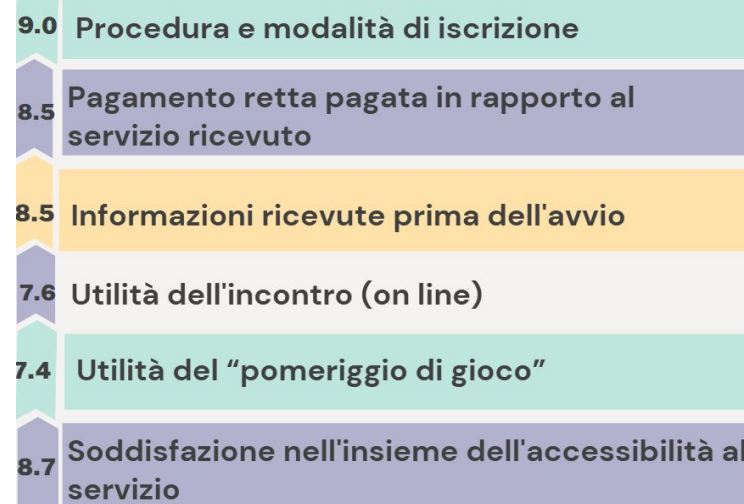 9.0 Procedura e modalità di iscrizione
8.5 Pagamento retta pagata in rapporto al
servizio ricevuto
8.5 Informazioni ricevute prima dell'avvio
7.6 Utilità dell'incontro (on line)
7.4 Utilità del “pomeriggio di gioco”
8.7 Soddisfazione nell'insieme dell'accessibilità al
servizio